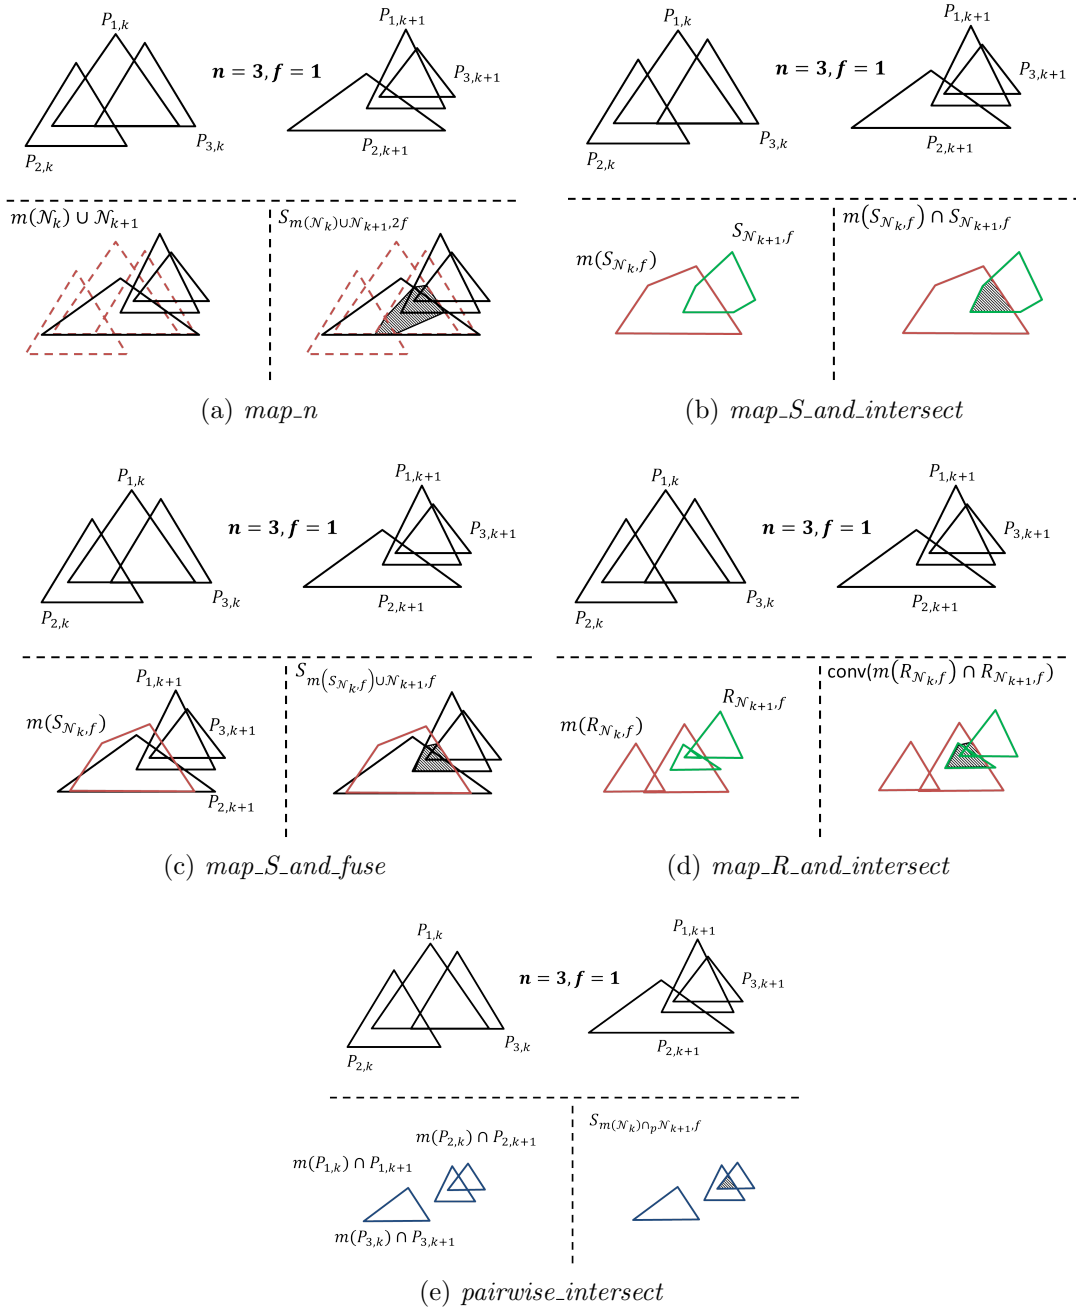 P_{1,k}
P_{1,k+1}
n = 3, f = 1
P_{3,k+1}
P_{3,k}
P_{2,k}
P_{2,k+1}
m(𝒩_k) ∪ 𝒩_{k+1}
S_{m(𝒩_k)∪𝒩_{k+1},2f}
(a) map_n
P_{1,k}
P_{1,k+1}
n = 3, f = 1
P_{3,k+1}
P_{3,k}
P_{2,k}
P_{2,k+1}
m(S_{𝒩_k,f})
S_{𝒩_{k+1},f}
m(S_{𝒩_k,f}) ∩ S_{𝒩_{k+1},f}
(b) map_S_and_intersect
P_{1,k}
P_{1,k+1}
n = 3, f = 1
P_{3,k+1}
P_{3,k}
P_{2,k}
P_{2,k+1}
P_{1,k+1}
m(S_{𝒩_k,f})
P_{3,k+1}
P_{2,k+1}
S_{m(S_{𝒩_k,f})∪𝒩_{k+1},f}
(c) map_S_and_fuse
P_{1,k}
P_{1,k+1}
n = 3, f = 1
P_{3,k+1}
P_{3,k}
P_{2,k}
P_{2,k+1}
m(R_{𝒩_k,f})
R_{𝒩_{k+1},f}
conv(m(R_{𝒩_k,f}) ∩ R_{𝒩_{k+1},f})
(d) map_R_and_intersect
P_{1,k}
P_{1,k+1}
n = 3, f = 1
P_{3,k+1}
P_{3,k}
P_{2,k}
P_{2,k+1}
m(P_{2,k}) ∩ P_{2,k+1}
m(P_{1,k}) ∩ P_{1,k+1}
m(P_{3,k}) ∩ P_{3,k+1}
S_{m(𝒩_k)∩_p𝒩_{k+1},f}
(e) pairwise_intersect